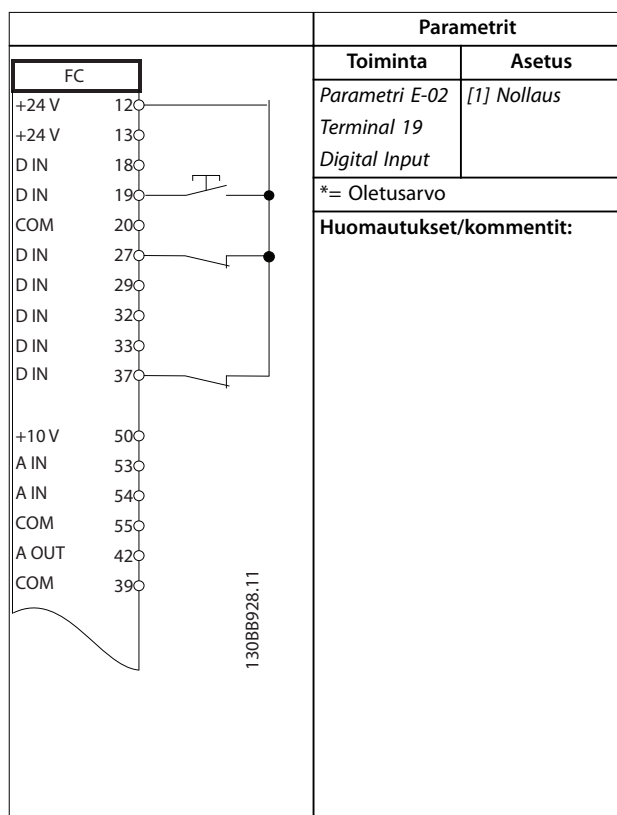 Parametrit
Toiminta Asetus
FC
+24 V 12
+24 V 13
D IN 18
D IN 19
COM 20
D IN 27
D IN 29
D IN 32
D IN 33
D IN 37
+10 V 50
A IN 53
A IN 54
COM 55
A OUT 42
COM 39
130BB928.11
Parametri E-02 [1] Nollaus
Terminal 19
Digital Input
*= Oletusarvo
Huomautukset/kommentit: